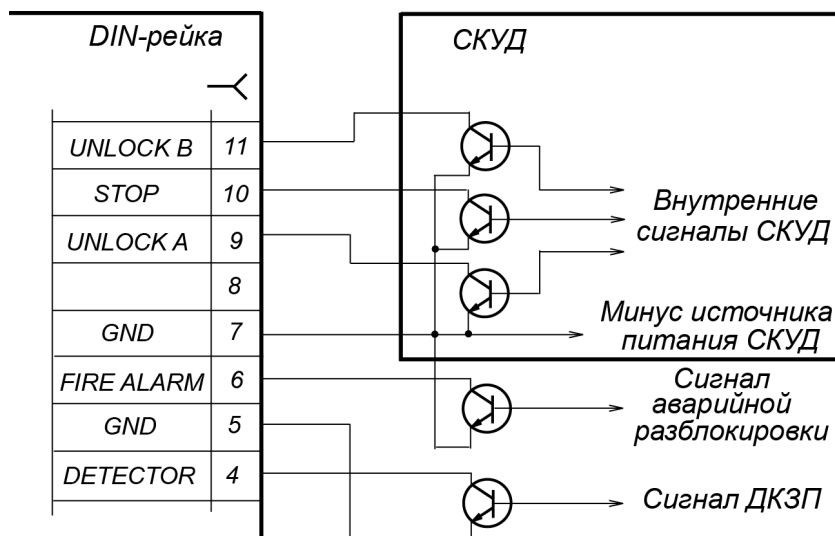 DIN-рейка
СКУД
UNLOCK B 11
STOP 10
UNLOCK A 9
8
GND 7
FIRE ALARM 6
GND 5
DETECTOR 4
Внутренние
сигналы СКУД
Минус источника
питания СКУД
Сигнал
аварийной
разблокировки
Сигнал ДКЗП